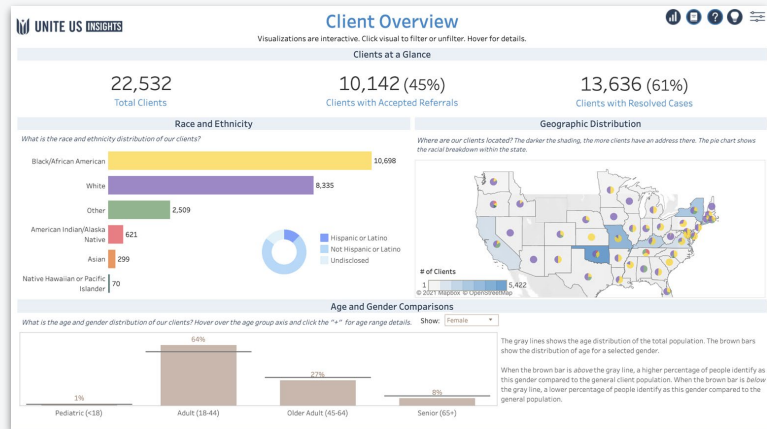 UNITE US INSIGHTS
Client Overview
Visualizations are interactive. Click visual to filter or unfilter. Hover for details.
Clients at a Glance
22,532
Total Clients
10,142 (45%)
Clients with Accepted Referrals
13,636 (61%)
Clients with Resolved Cases
Race and Ethnicity
What is the race and ethnicity distribution of our clients?
Black/African American
10,698
White
8,335
Other
2,509
American Indian/Alaska
Native
621
Asian
299
Native Hawaiian or Pacific
Islander
70
Hispanic or Latino
Not Hispanic or Latino
Undisclosed
Geographic Distribution
Where are our clients located? The darker the shading, the more clients have an address there. The pie chart shows
the racial breakdown within the state.
# of Clients
1
5,422
© 2021 Mapbox © OpenStreetMap
Age and Gender Comparisons
What is the age and gender distribution of our clients? Hover over the age group axis and click the "+" for age range details.
Show: Female
1%
64%
27%
8%
Pediatric (<18)
Adult (18-44)
Older Adult (45-64)
Senior (65+)
The gray lines shows the age distribution of the total population. The brown bars
show the distribution of age for a selected gender.
When the brown bar is above the gray line, a higher percentage of people identify as
this gender compared to the general client population. When the brown bar is below
the gray line, a lower percentage of people identify as this gender compared to the
general population.